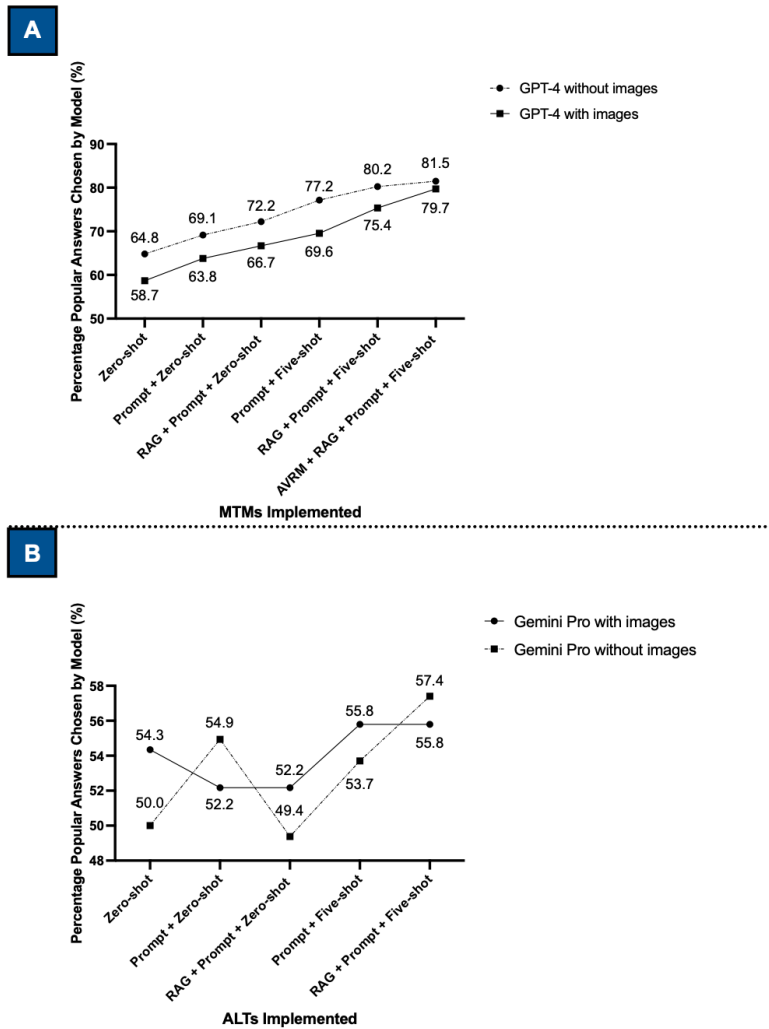 A
Percentage Popular Answers Chosen by Model (%)
GPT-4 without images
GPT-4 with images
90
80
70
60
50
64.8
69.1
72.2
77.2
80.2
81.5
58.7
63.8
66.7
69.6
75.4
79.7
Zero-shot
Prompt + Zero-shot
RAG + Prompt + Zero-shot
Prompt + Five-shot
RAG + Prompt + Five-shot
AVRM + RAG + Prompt + Five-shot
MTMs Implemented
B
Percentage Popular Answers Chosen by Model (%)
Gemini Pro with images
Gemini Pro without images
58
56
54
52
50
48
54.3
52.2
52.2
55.8
55.8
50.0
54.9
49.4
53.7
57.4
Zero-shot
Prompt + Zero-shot
RAG + Prompt + Zero-shot
Prompt + Five-shot
RAG + Prompt + Five-shot
ALTs Implemented